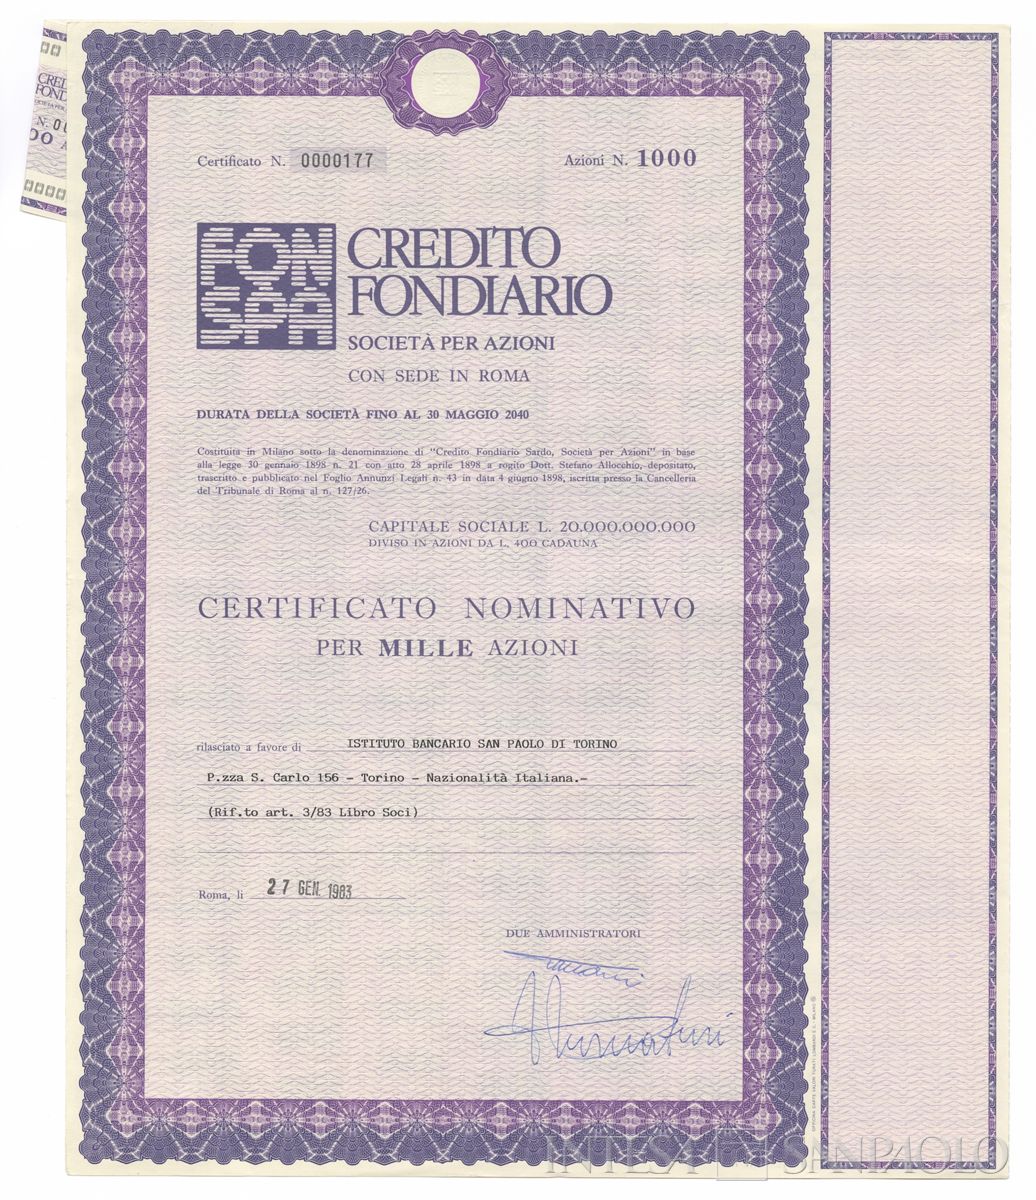 Certificato N. 0000177
Azioni N. 1000
FON
SPA
CREDITO
FONDIARIO
SOCIETÀ PER AZIONI
CON SEDE IN ROMA
DURATA DELLA SOCIETÀ FINO AL 30 MAGGIO 2040
Costituita in Milano sotto la denominazione di "Credito Fondiario Sardo, Società per Azioni" in base
alla legge 30 gennaio 1898 n. 21 con atto 28 aprile 1898 a rogito Dott. Stefano Allocchio, depositato,
trascritto e pubblicato nel Foglio Annunzi Legali n. 43 in data 4 giugno 1898, iscritta presso la Cancelleria
del Tribunale di Roma al n. 127/26.
CAPITALE SOCIALE L. 20.000.000.000
DIVISO IN AZIONI DA L. 400 CADAUNA
CERTIFICATO NOMINATIVO
PER MILLE AZIONI
rilasciato a favore di ISTITUTO BANCARIO SAN PAOLO DI TORINO
P.zza S. Carlo 156 - Torino - Nazionalità Italiana.-
(Rif.to art. 3/83 Libro Soci)
Roma, li 27 GEN. 1983
DUE AMMINISTRATORI
INTESA SANPAOLO